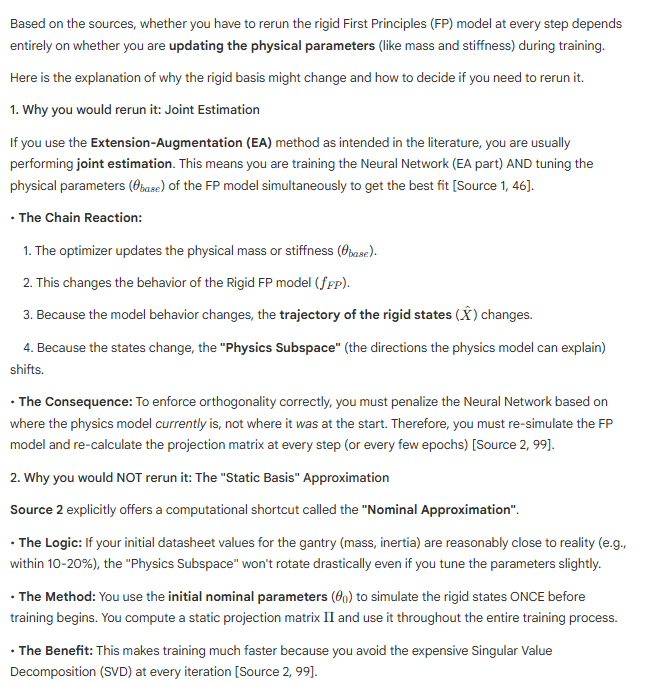 Based on the sources, whether you have to rerun the rigid First Principles (FP) model at every step depends
entirely on whether you are updating the physical parameters (like mass and stiffness) during training.
Here is the explanation of why the rigid basis might change and how to decide if you need to rerun it.
1. Why you would rerun it: Joint Estimation
If you use the Extension-Augmentation (EA) method as intended in the literature, you are usually
performing joint estimation. This means you are training the Neural Network (EA part) AND tuning the
physical parameters (θ_base) of the FP model simultaneously to get the best fit [Source 1, 46].
• The Chain Reaction:
1. The optimizer updates the physical mass or stiffness (θ_base).
2. This changes the behavior of the Rigid FP model (f_FP).
3. Because the model behavior changes, the trajectory of the rigid states (X̂) changes.
4. Because the states change, the "Physics Subspace" (the directions the physics model can explain)
shifts.
• The Consequence: To enforce orthogonality correctly, you must penalize the Neural Network based on
where the physics model currently is, not where it was at the start. Therefore, you must re-simulate the FP
model and re-calculate the projection matrix at every step (or every few epochs) [Source 2, 99].
2. Why you would NOT rerun it: The "Static Basis" Approximation
Source 2 explicitly offers a computational shortcut called the "Nominal Approximation".
• The Logic: If your initial datasheet values for the gantry (mass, inertia) are reasonably close to reality (e.g.,
within 10-20%), the "Physics Subspace" won't rotate drastically even if you tune the parameters slightly.
• The Method: You use the initial nominal parameters (θ₀) to simulate the rigid states ONCE before
training begins. You compute a static projection matrix Π and use it throughout the entire training process.
• The Benefit: This makes training much faster because you avoid the expensive Singular Value
Decomposition (SVD) at every iteration [Source 2, 99].